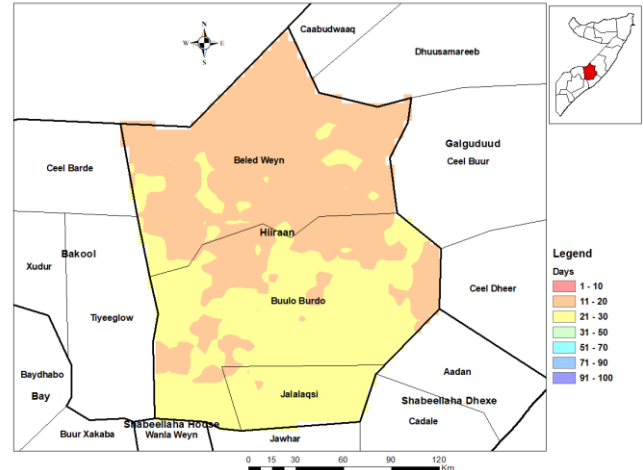 N
W E
S
Caabudwaaq
Dhuusamareeb
Galguduud
Ceel Buur
Beled Weyn
Ceel Barde
Hiiraan
Bakool
Xudur
Legend
Days
1 - 10
11 - 20
21 - 30
31 - 50
51 - 70
71 - 90
91 - 100
Ceel Dheer
Buulo Burdo
Tiyeeglow
Baydhabo
Bay
Aadan
Jalalaqsi
Shabeellaha Dhexe
Cadale
Shabeellaha Hoose
Buur Xakaba
Wanla Weyn
Jawhar
0 15 30 60 90 120
Km